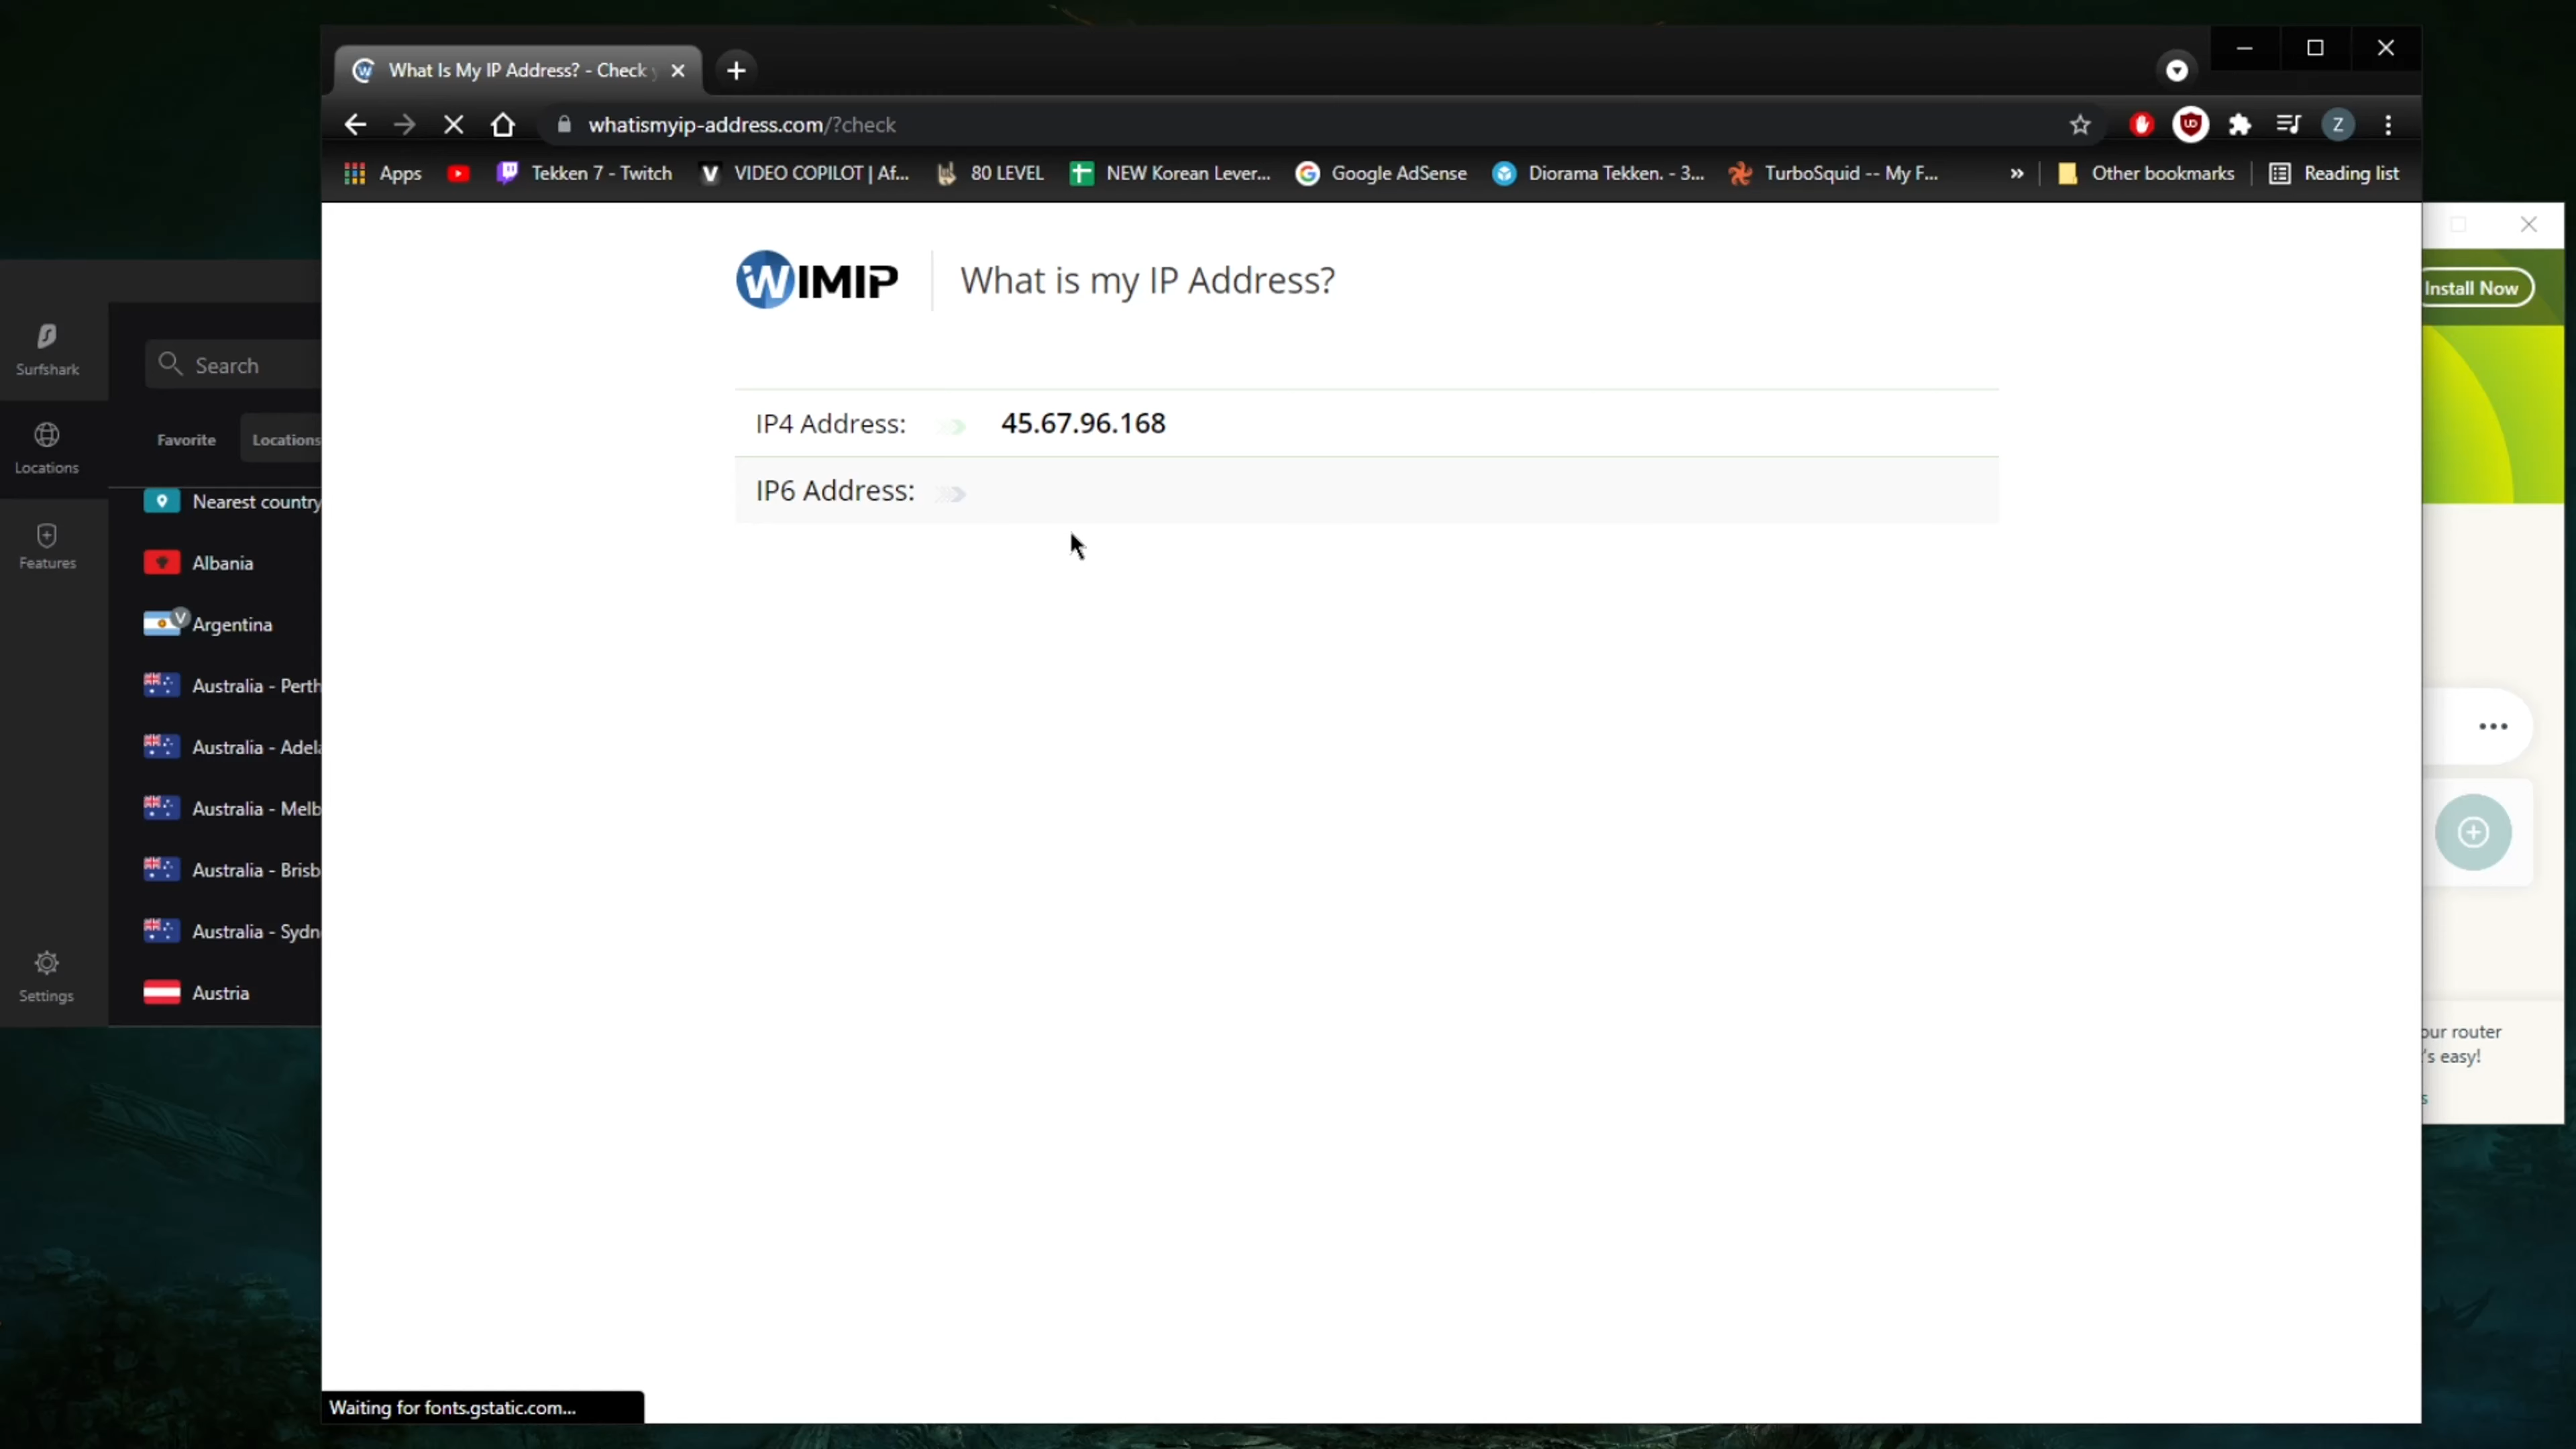 What Is My IP Address? - Check
whatismyip-address.com/?check
Z
Apps
Tekken 7 - Twitch
VIDEO COPILOT | Af...
80 LEVEL
NEW Korean Lever...
Google AdSense
Diorama Tekken. - 3...
TurboSquid -- My F...
»
Other bookmarks
Reading list
WIMIP
What is my IP Address?
IP4 Address:
45.67.96.168
IP6 Address:
Waiting for fonts.gstatic.com...
Surfshark
Locations
Features
Settings
Search
Favorite
Locations
Nearest country
Albania
V
Argentina
Australia - Perth
Australia - Adel
Australia - Melb
Australia - Brisb
Australia - Sydn
Austria
Install Now
our router
's easy!
s